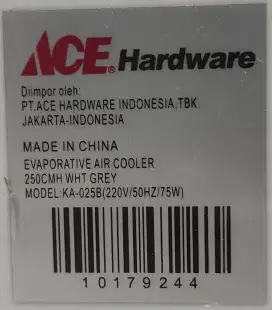 ACE Hardware
Diimpor oleh:
PT.ACE HARDWARE INDONESIA,TBK.
JAKARTA-INDONESIA
MADE IN CHINA
EVAPORATIVE AIR COOLER
250CMH WHT GREY
MODEL:KA-025B(220V/50HZ/75W)
10179244